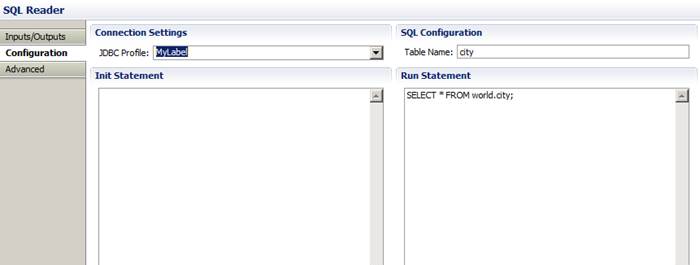 SQL Reader
Inputs/Outputs
Configuration
Advanced
Connection Settings
JDBC Profile: MyLabel
SQL Configuration
Table Name: city
Init Statement
Run Statement
SELECT * FROM world.city;